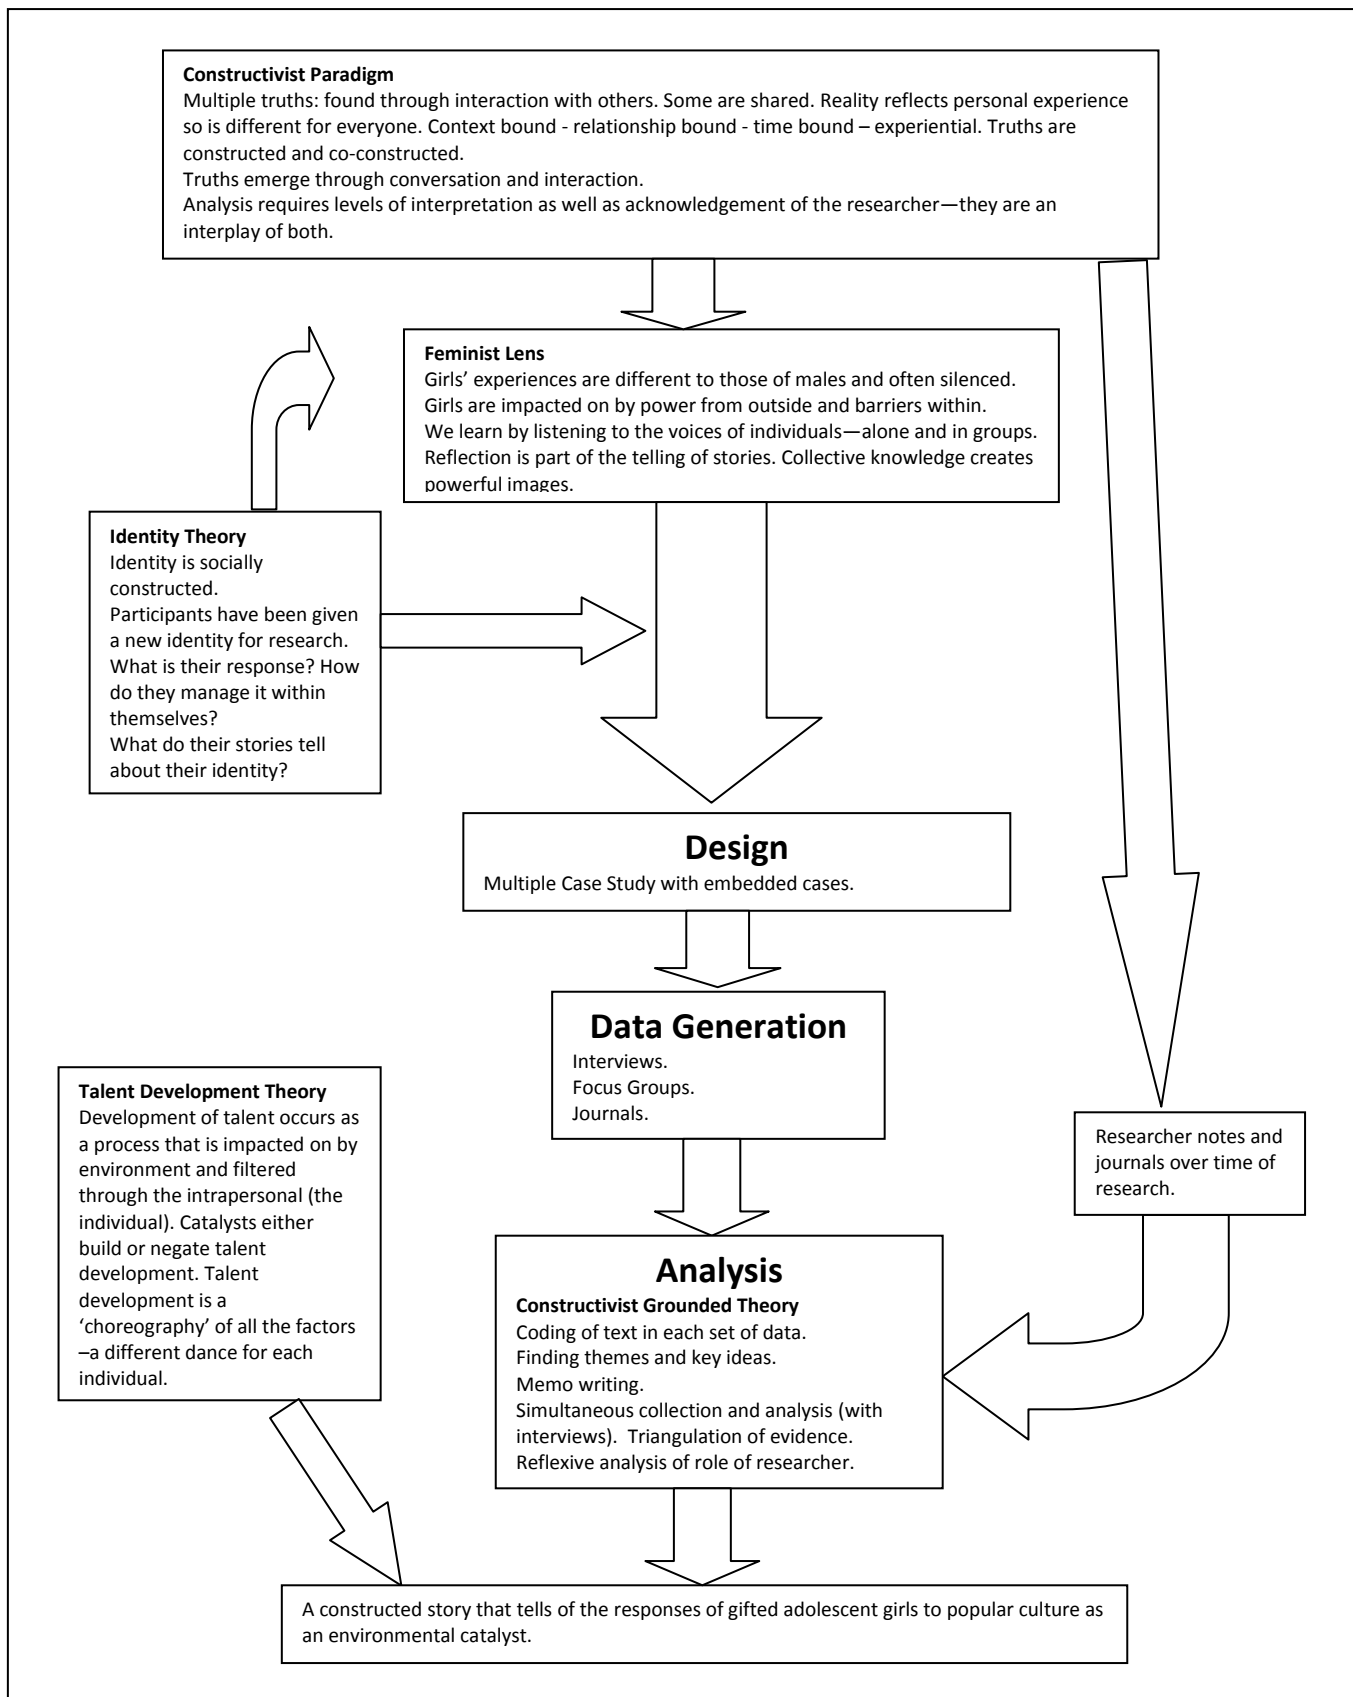 Constructivist Paradigm
Multiple truths: found through interaction with others. Some are shared. Reality reflects personal experience
so is different for everyone. Context bound - relationship bound - time bound – experiential. Truths are
constructed and co-constructed.
Truths emerge through conversation and interaction.
Analysis requires levels of interpretation as well as acknowledgement of the researcher—they are an
interplay of both.
Feminist Lens
Girls’ experiences are different to those of males and often silenced.
Girls are impacted on by power from outside and barriers within.
We learn by listening to the voices of individuals—alone and in groups.
Reflection is part of the telling of stories. Collective knowledge creates
powerful images.
Identity Theory
Identity is socially
constructed.
Participants have been given
a new identity for research.
What is their response? How
do they manage it within
themselves?
What do their stories tell
about their identity?
Design
Multiple Case Study with embedded cases.
Data Generation
Interviews.
Focus Groups.
Journals.
Talent Development Theory
Development of talent occurs as
a process that is impacted on by
environment and filtered
through the intrapersonal (the
individual). Catalysts either
build or negate talent
development. Talent
development is a
‘choreography’ of all the factors
–a different dance for each
individual.
Researcher notes and
journals over time of
research.
Analysis
Constructivist Grounded Theory
Coding of text in each set of data.
Finding themes and key ideas.
Memo writing.
Simultaneous collection and analysis (with
interviews).  Triangulation of evidence.
Reflexive analysis of role of researcher.
A constructed story that tells of the responses of gifted adolescent girls to popular culture as
an environmental catalyst.